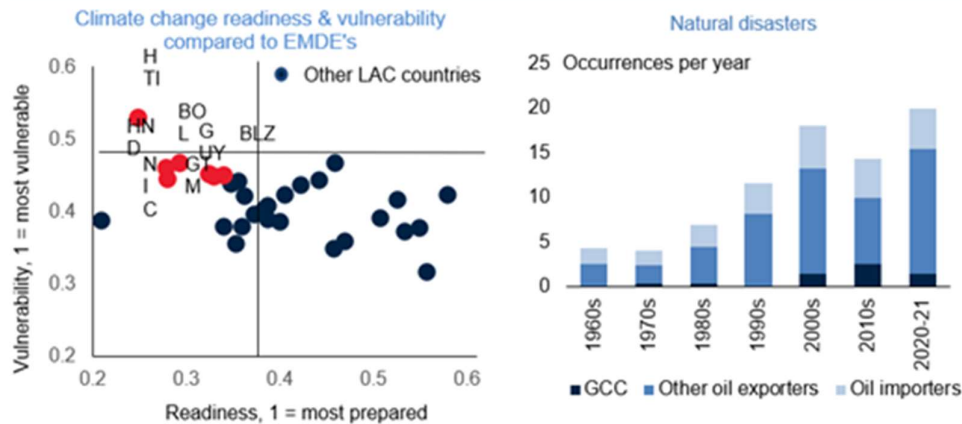 Climate change readiness & vulnerability
compared to EMDE's
Vulnerability, 1 = most vulnerable
0.6
0.5
0.4
0.3
0.2
H
TI
Other LAC countries
HN
D
BO
L
G
UY
BLZ
N
I
C
GT
M
0.2
0.3
0.4
0.5
0.6
Readiness, 1 = most prepared
Natural disasters
25
Occurrences per year
20
15
10
5
0
1960s
1970s
1980s
1990s
2000s
2010s
2020-21
GCC
Other oil exporters
Oil importers